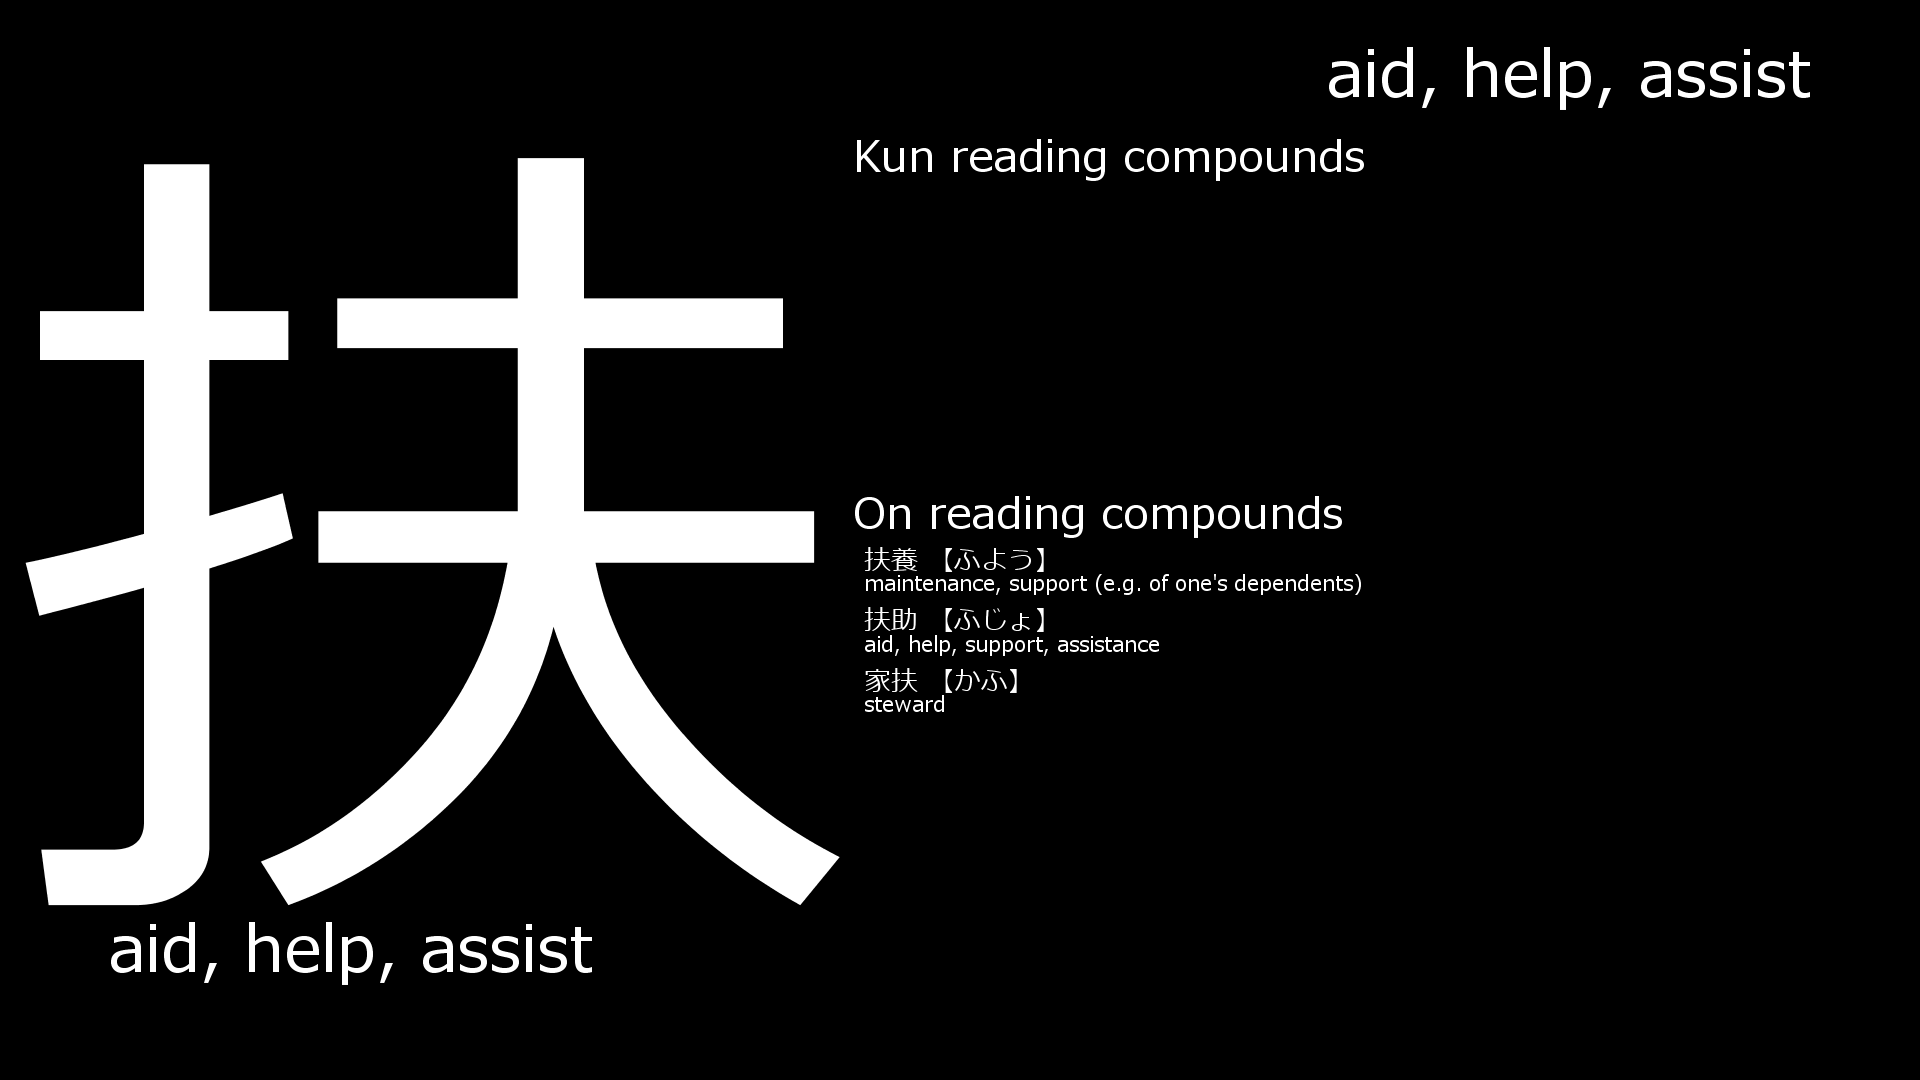 扶
aid, help, assist
aid, help, assist
Kun reading compounds
On reading compounds
扶養 【ふよう】
maintenance, support (e.g. of one's dependents)
扶助 【ふじょ】
aid, help, support, assistance
家扶 【かふ】
steward